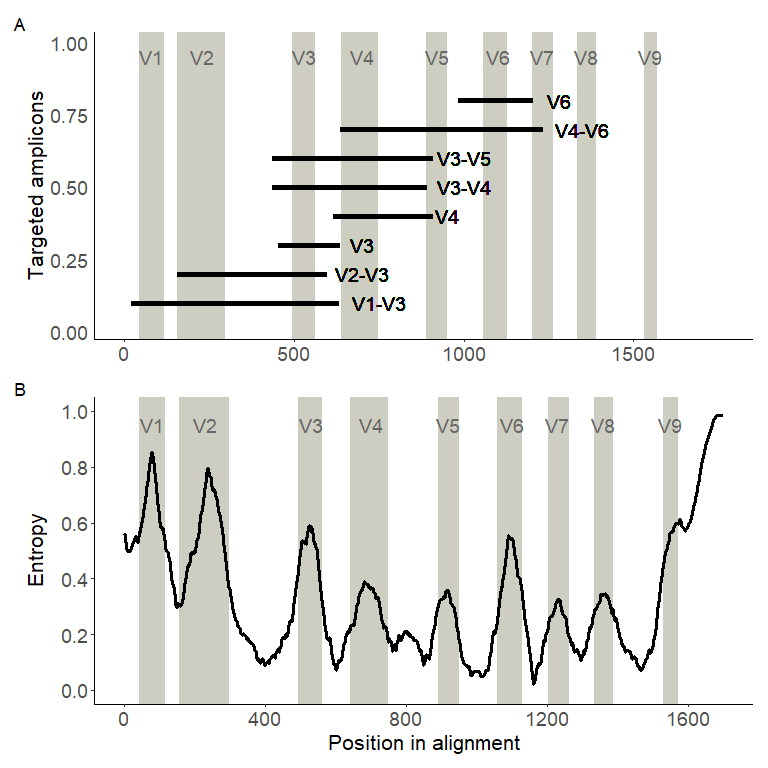 A
1.00
V1 V2 V3 V4 V5 V6 V7 V8 V9
V6
0.75
V4-V6
V3-V5
0.50
V3-V4
V4
V3
0.25
V2-V3
V1-V3
0.00
Targeted amplicons
0 500 1000 1500
B
1.0
V1 V2 V3 V4 V5 V6 V7 V8 V9
0.8
0.6
0.4
0.2
0.0
Entropy
0 400 800 1200 1600
Position in alignment